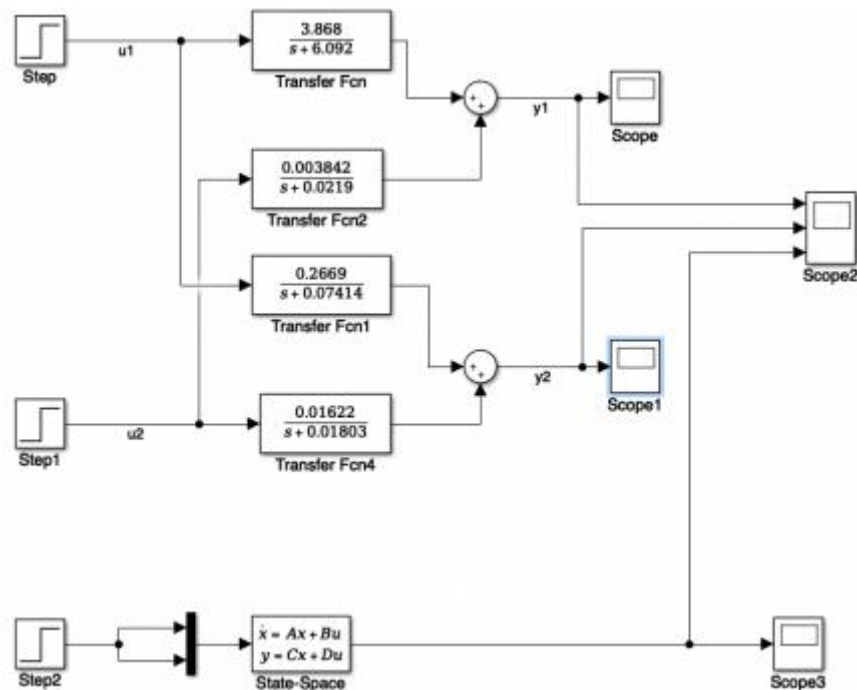 Step
u1
3.868
s + 6.092
Transfer Fcn
+
+
y1
Scope
0.003842
s + 0.0219
Transfer Fcn2
Scope2
0.2669
s + 0.07414
Transfer Fcn1
+
+
y2
Scope1
Step1
u2
0.01622
s + 0.01803
Transfer Fcn4
Step2
ẋ = Ax + Bu
y = Cx + Du
State-Space
Scope3